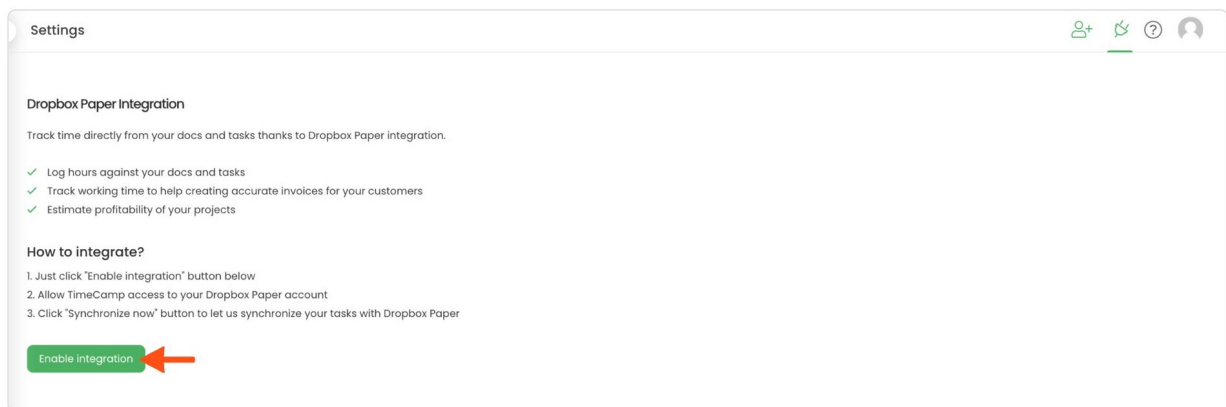 Settings
Dropbox Paper Integration
Track time directly from your docs and tasks thanks to Dropbox Paper integration.
Log hours against your docs and tasks
Track working time to help creating accurate invoices for your customers
Estimate profitability of your projects
How to integrate?
1. Just click "Enable integration" button below
2. Allow TimeCamp access to your Dropbox Paper account
3. Click "Synchronize now" button to let us synchronize your tasks with Dropbox Paper
Enable integration